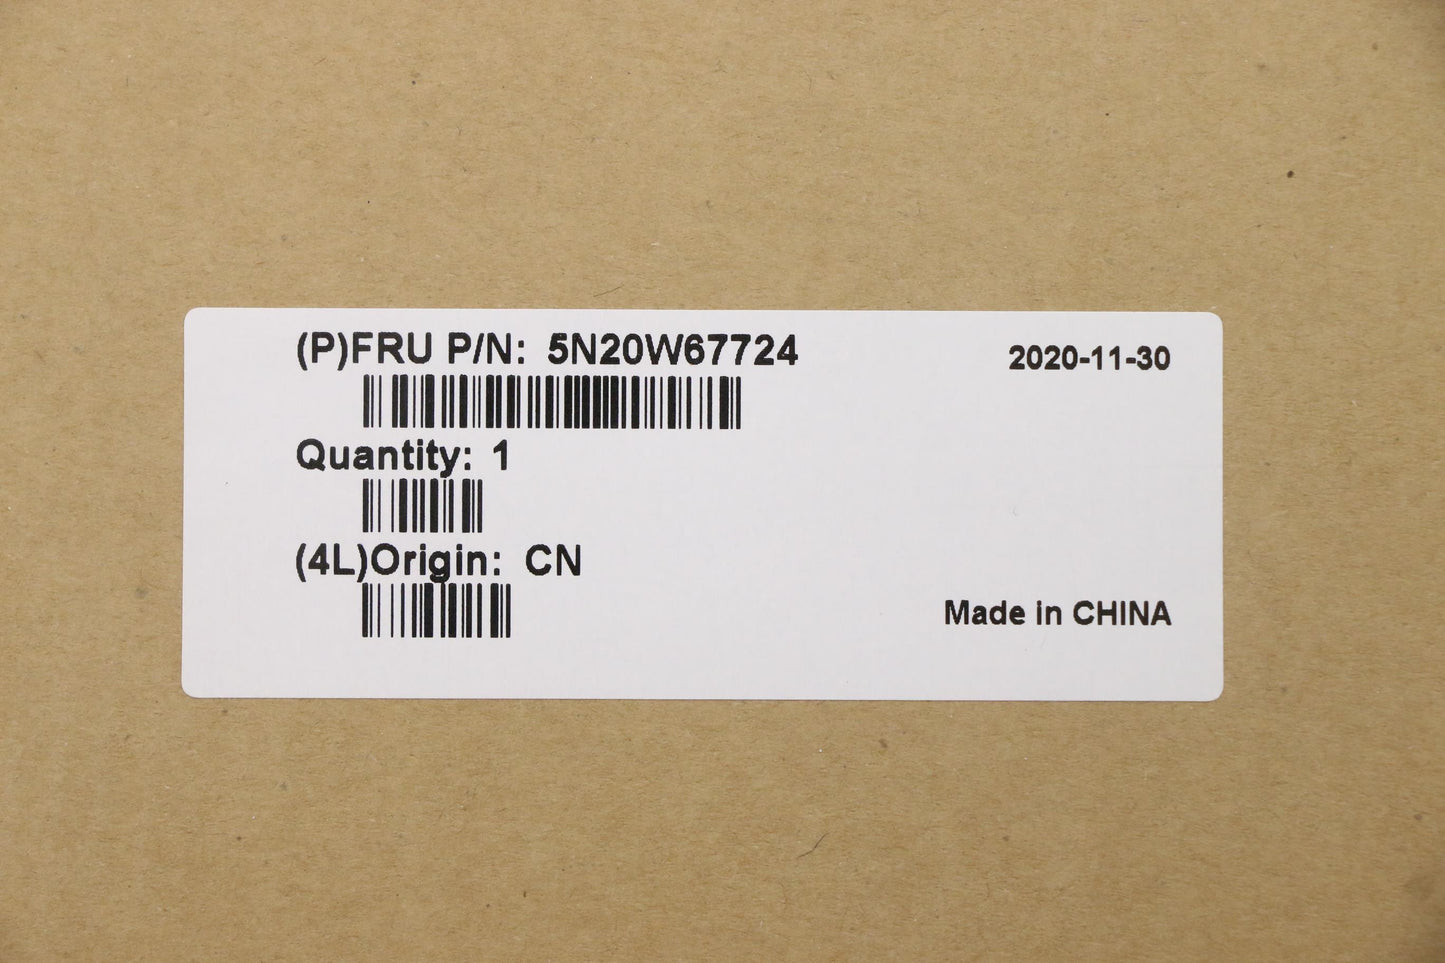 (P)FRU P/N: 5N20W67724
2020-11-30
Quantity: 1
(4L)Origin: CN
Made in CHINA